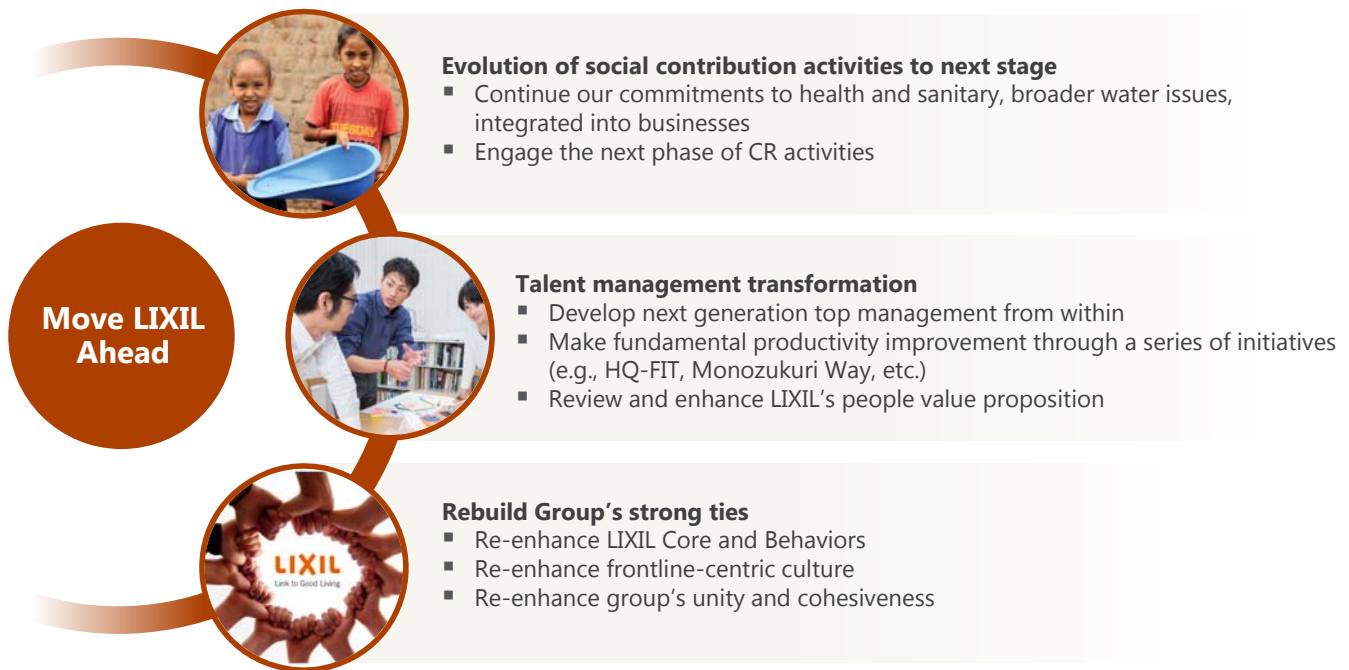 Evolution of social contribution activities to next stage
▪ Continue our commitments to health and sanitary, broader water issues,
integrated into businesses
▪ Engage the next phase of CR activities
TUESDAY
Move LIXIL
Ahead
Talent management transformation
▪ Develop next generation top management from within
▪ Make fundamental productivity improvement through a series of initiatives
(e.g., HQ-FIT, Monozukuri Way, etc.)
▪ Review and enhance LIXIL’s people value proposition
LIXIL
Link to Good Living
Rebuild Group’s strong ties
▪ Re-enhance LIXIL Core and Behaviors
▪ Re-enhance frontline-centric culture
▪ Re-enhance group’s unity and cohesiveness